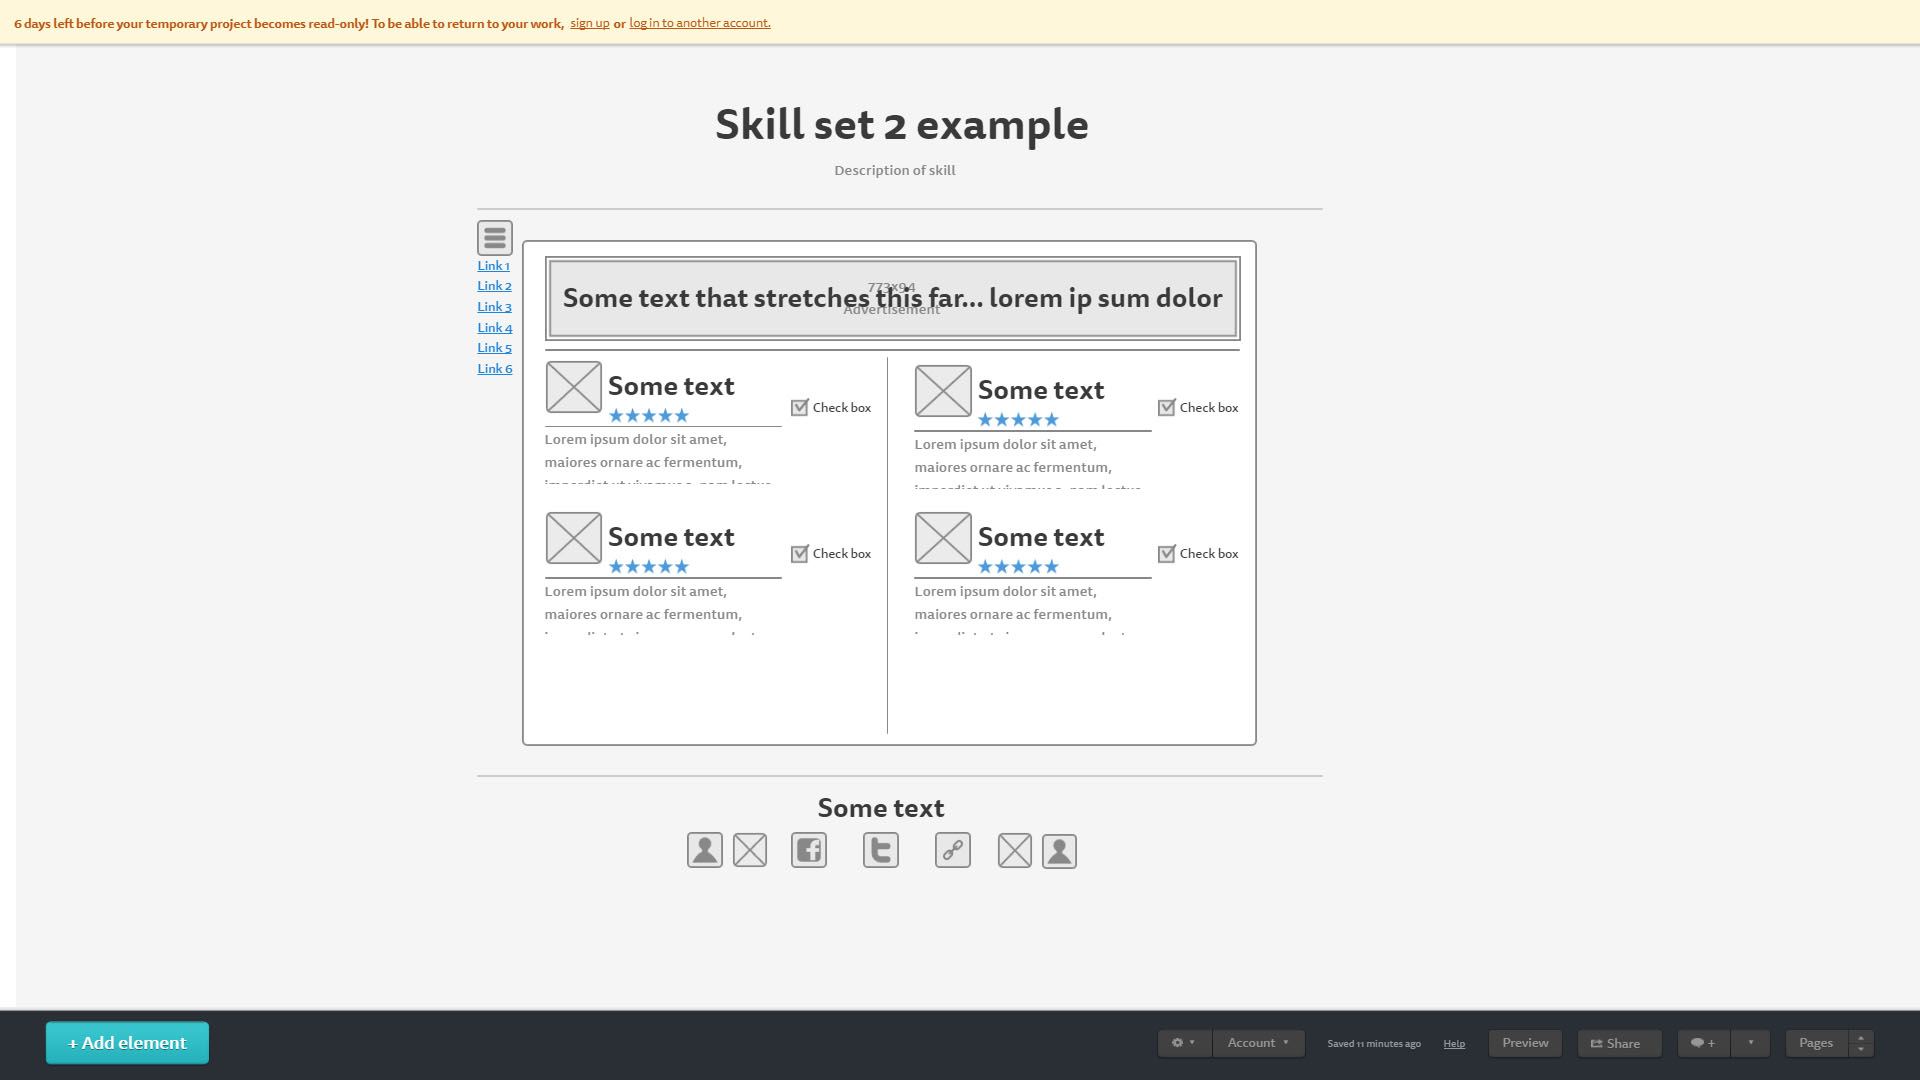 6 days left before your temporary project becomes read-only! To be able to return to your work, sign up or log in to another account.
Skill set 2 example
Description of skill
Link 1
Link 2
Link 3
Link 4
Link 5
Link 6
773x94
Some text that stretches this far... lorem ip sum dolor
Advertisement
Some text
Check box
Lorem ipsum dolor sit amet,
maiores ornare ac fermentum,
Some text
Check box
Lorem ipsum dolor sit amet,
maiores ornare ac fermentum,
Some text
Check box
Lorem ipsum dolor sit amet,
maiores ornare ac fermentum,
Some text
Check box
Lorem ipsum dolor sit amet,
maiores ornare ac fermentum,
Some text
+ Add element
Account
Saved 11 minutes ago
Help
Preview
Share
+
Pages